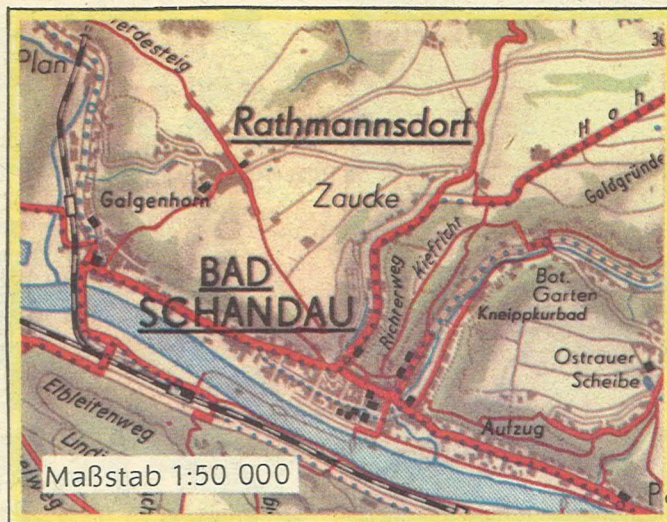 Plan
Rathmannsdorf
Hoh
Galgenhorn
Zaucke
Goldgründe
BAD
SCHANDAU
Richterweg
Kiefricht
Bot.
Garten
Kneippkurbad
Ostrauer
Scheibe
Elbleitenweg
Aufzug
Maßstab 1:50 000